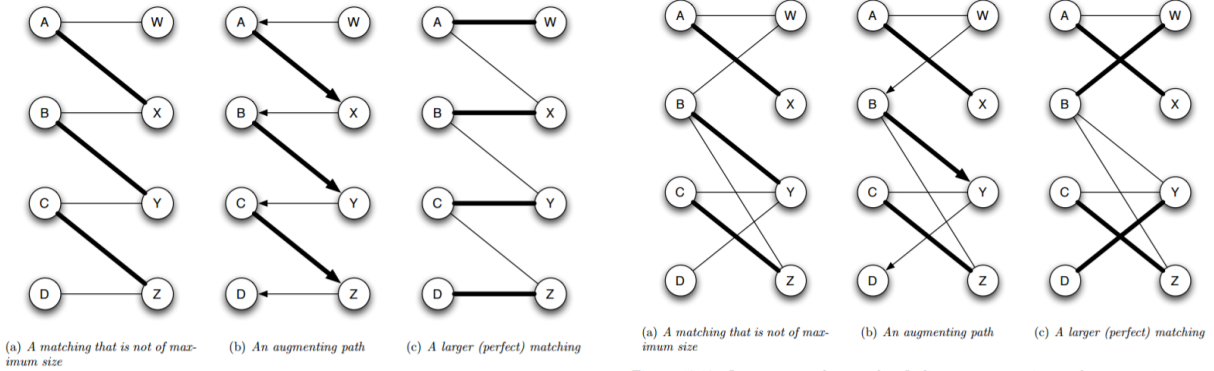 A W
B X
C Y
D Z
(a) A matching that is not of max-
imum size
A W
B X
C Y
D Z
(b) An augmenting path
A W
B X
C Y
D Z
(c) A larger (perfect) matching
A W
B X
C Y
D Z
(a) A matching that is not of max-
imum size
A W
B X
C Y
D Z
(b) An augmenting path
A W
B X
C Y
D Z
(c) A larger (perfect) matching